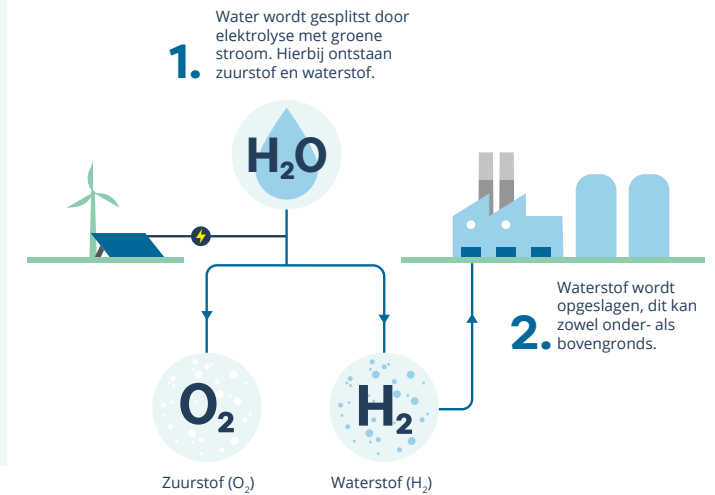 Water wordt gesplitst door
elektrolyse met groene
stroom. Hierbij ontstaan
1. zuurstof en waterstof.
H₂O
Waterstof wordt
opgeslagen, dit kan
zowel onder- als
2. bovengronds.
O₂
H₂
Zuurstof (O₂)
Waterstof (H₂)